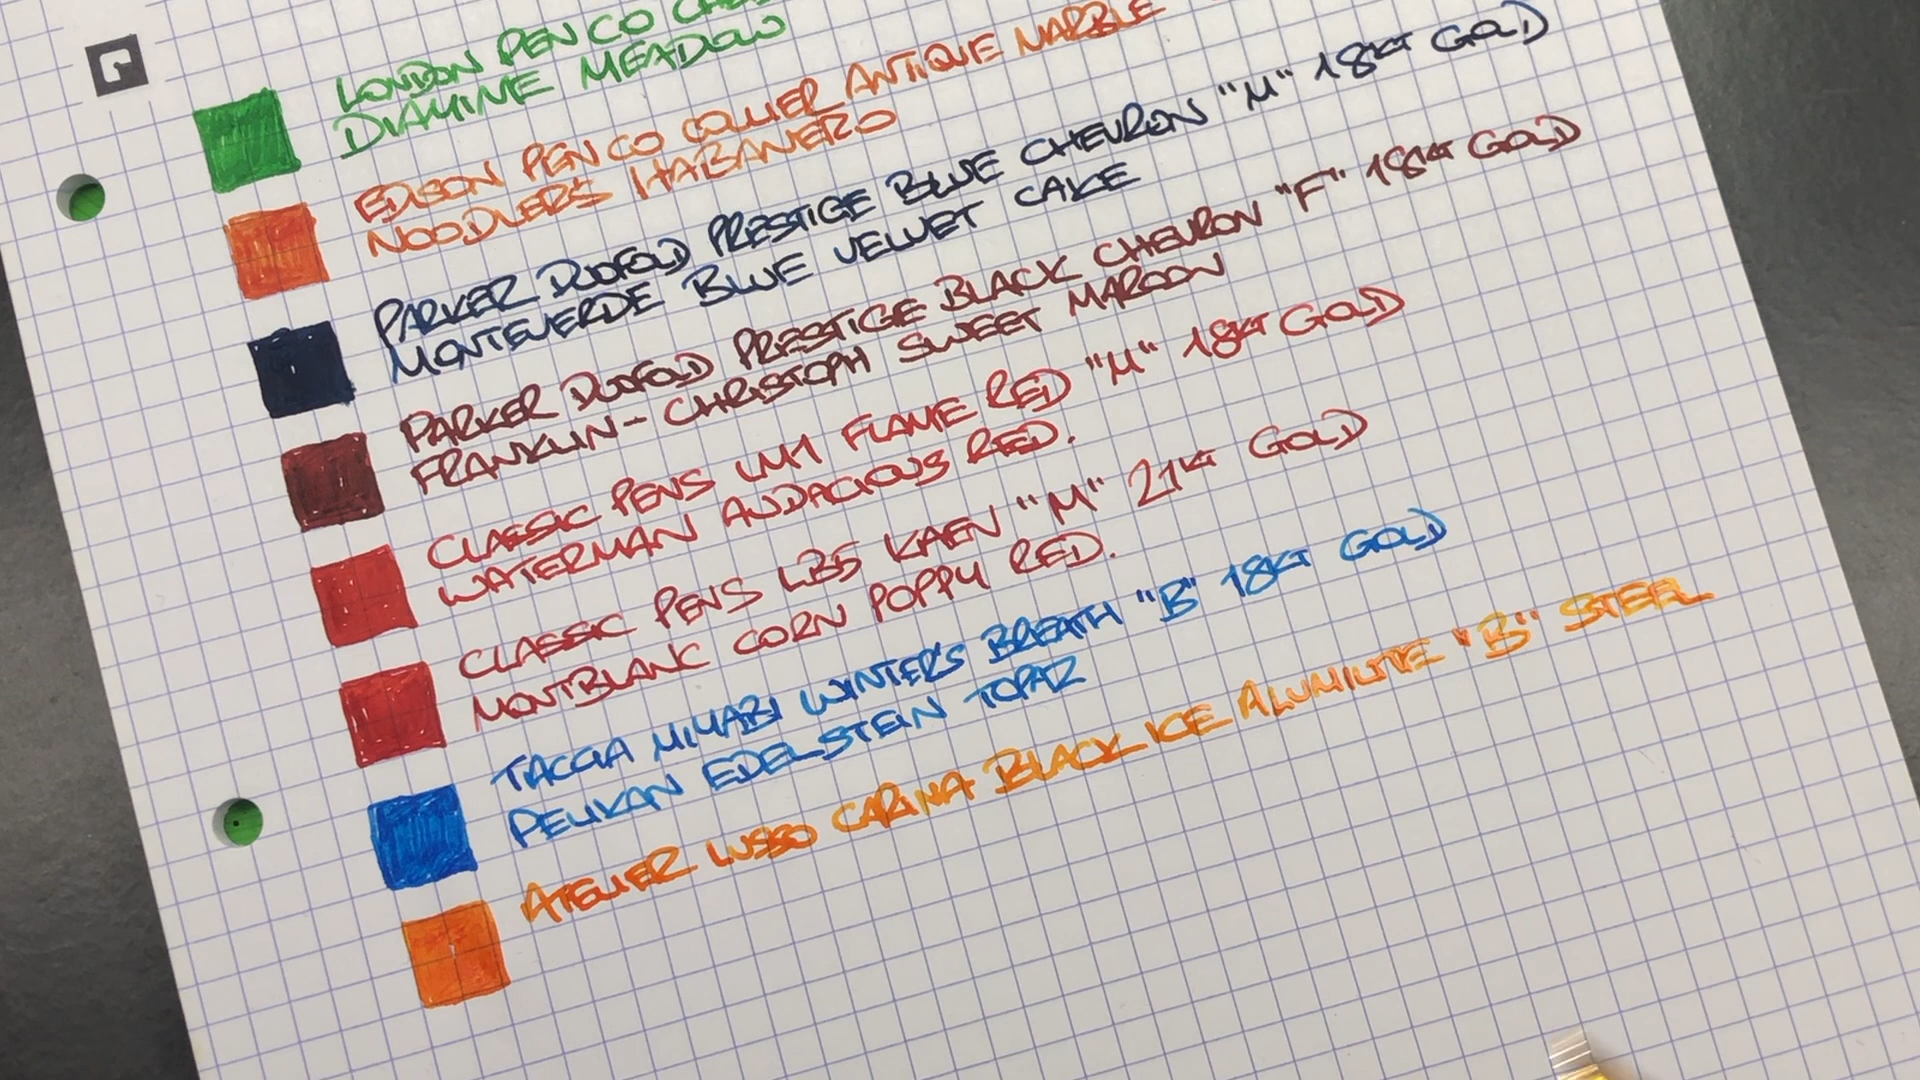 LONDON PEN CO
DIAMINE MEADOW
EDISON PEN CO COLLIER ANTIQUE MARBLE
NOODLERS HABANERO
PARKER DUOFOLD PRESTIGE BLUE CHEVRON "M" 18KT GOLD
MONTEVERDE BLUE VELVET CAKE
PARKER DUOFOLD PRESTIGE BLACK CHEVRON "F" 18KT GOLD
FRANKLIN-CHRISTOPH SWEET MAROON
CLASSIC PENS LM1 FLAME RED "M" 18KT GOLD
WATERMAN AUDACIOUS RED.
CLASSIC PENS LB5 KAEN "M" 21KT GOLD
MONTBLANC CORN POPPY RED.
TACCIA MIYABI WINTER'S BREATH "B" 18KT GOLD
PELIKAN EDELSTEIN TOPAZ
ATELIER LUSSO CARINA BLACK ICE ALUMILITE "B" STEEL